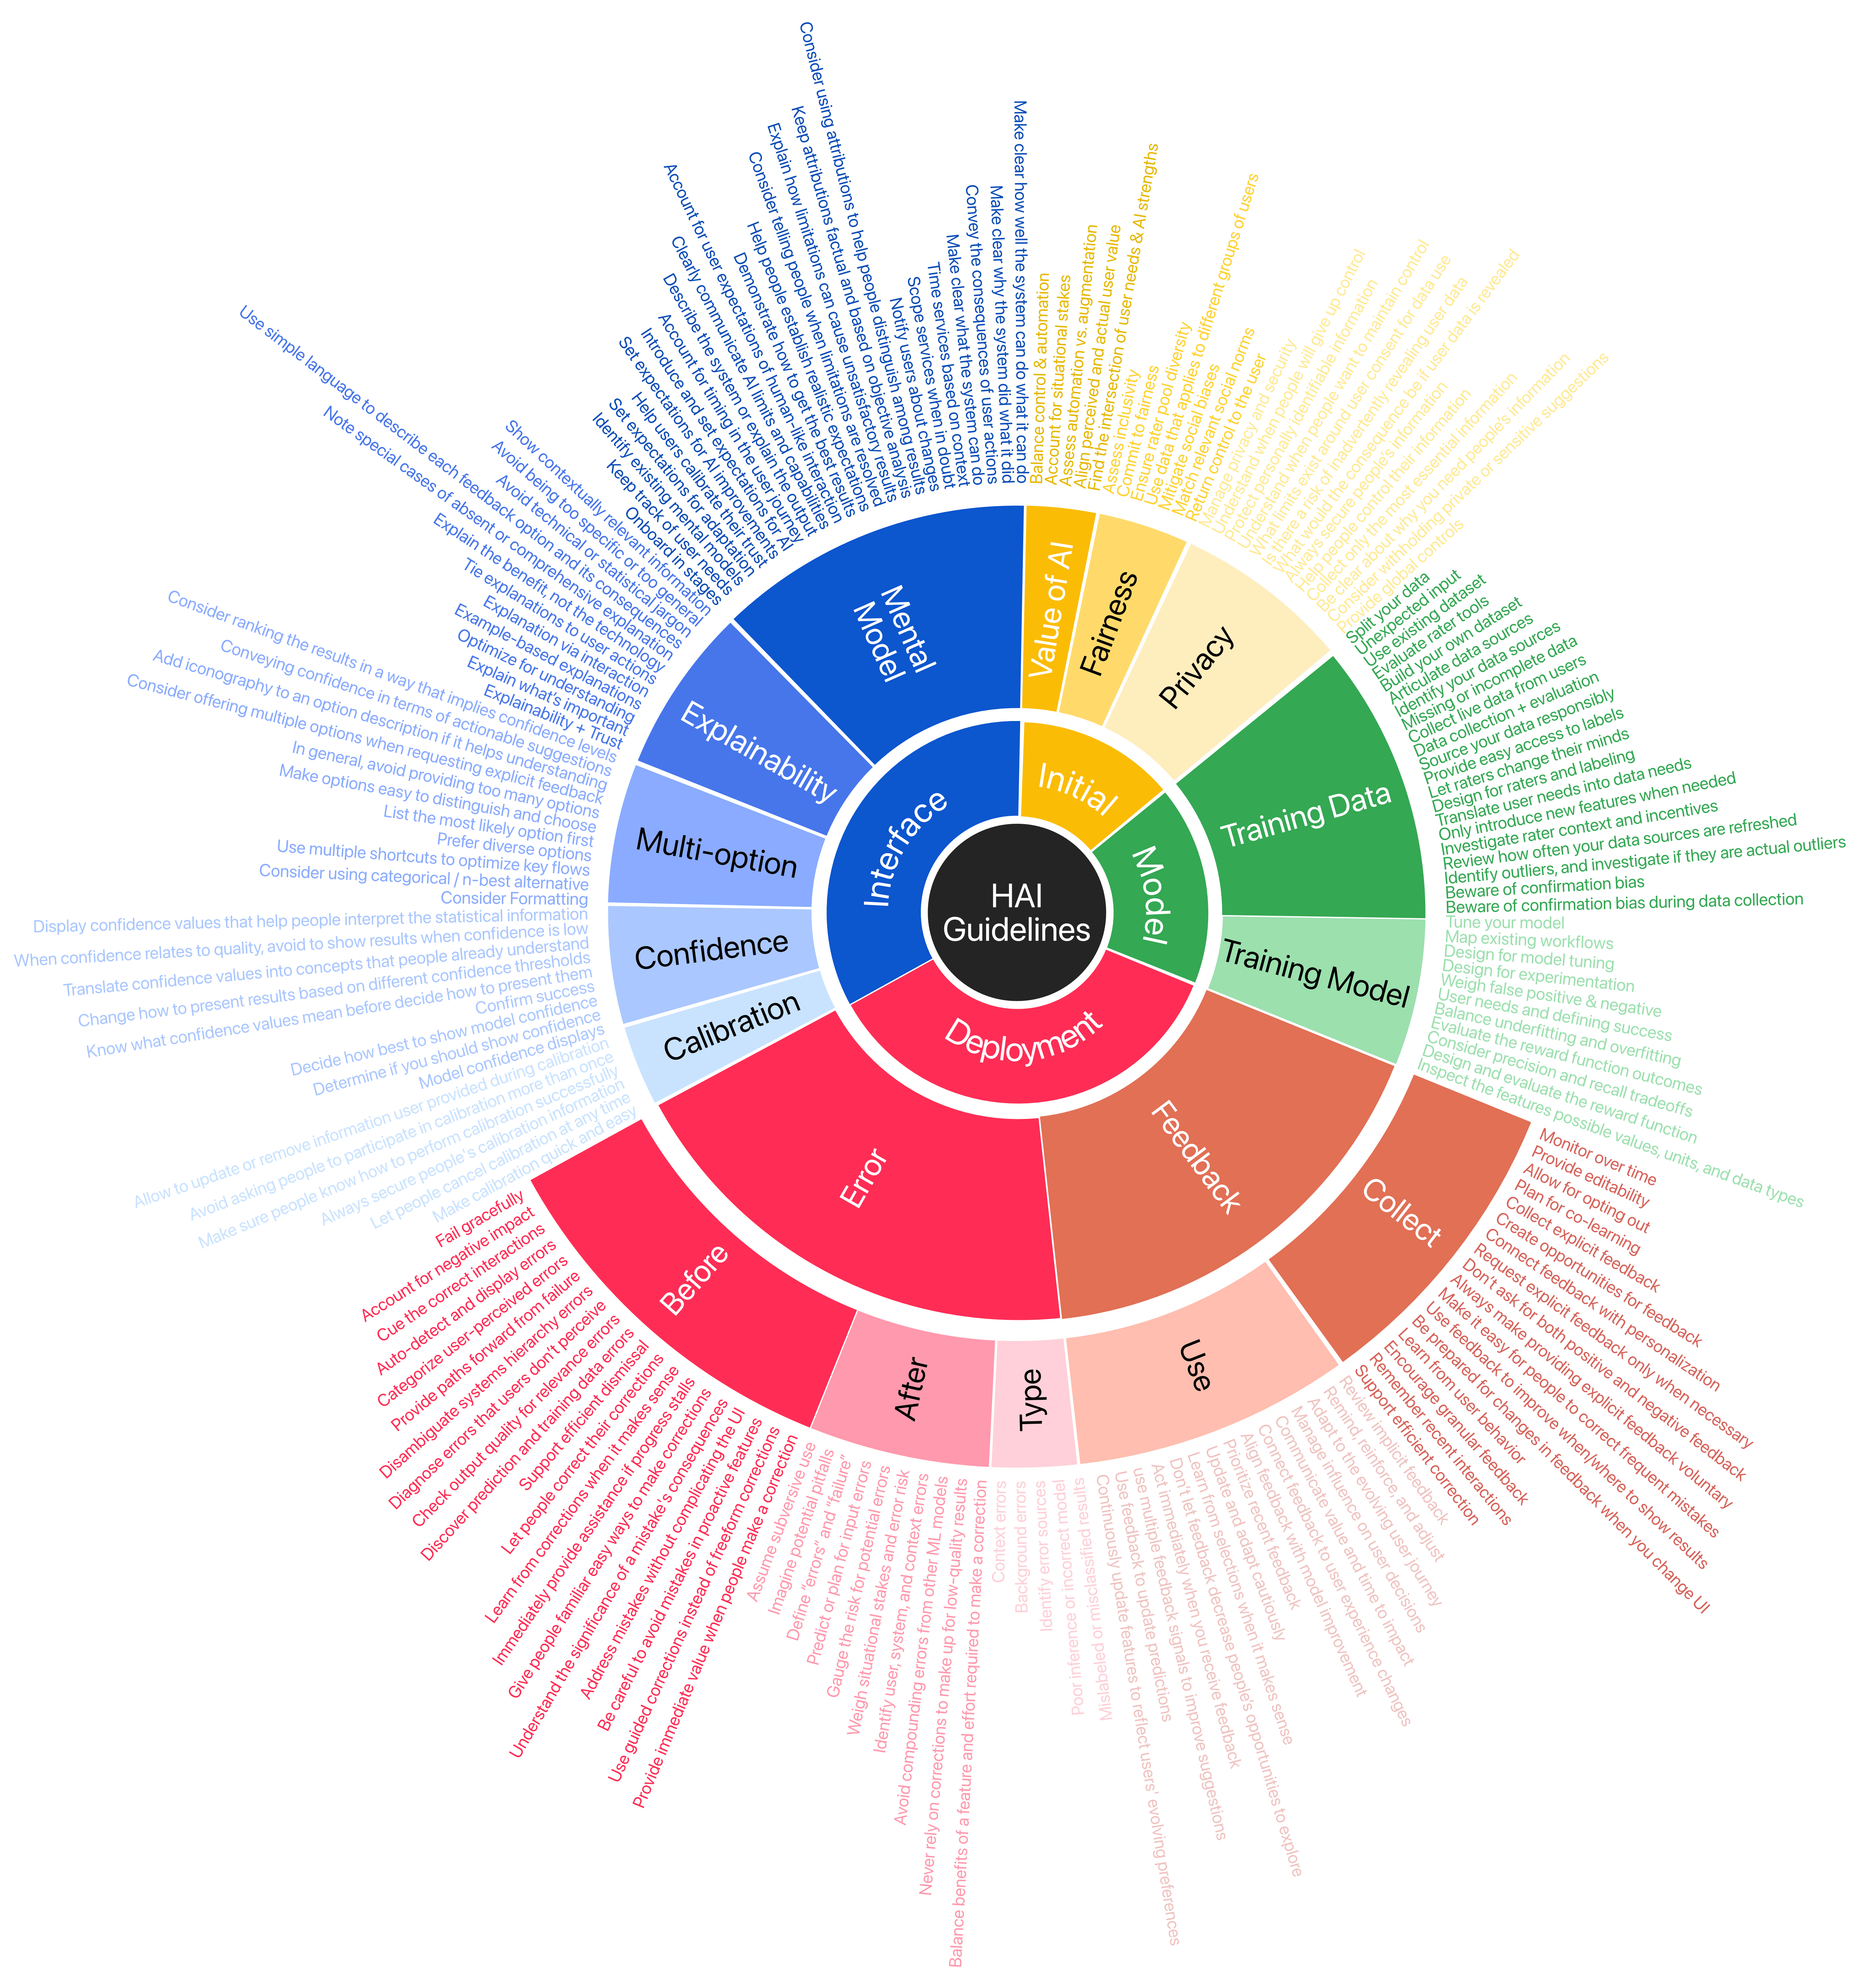 HAI
Guidelines
Initial
Model
Deployment
Interface
Value of AI
Fairness
Privacy
Training Data
Training Model
Feedback
Error
Calibration
Confidence
Multi-option
Explainability
Mental
Model
Collect
Use
Type
After
Before
Balance control & automation
Account for situational stakes
Assess automation vs. augmentation
Align perceived and actual user value
Find the intersection of user needs & AI strengths
Assess inclusivity
Commit to fairness
Ensure rater pool diversity
Use data that applies to different groups of users
Mitigate social biases
Match relevant social norms
Return control to the user
Manage privacy and security
Understand when people will give up control
Protect personally identifiable information
Understand when people want to maintain control
What limits exist around user consent for data use
Is there a risk of inadvertently revealing user data
What would the consequence be if user data is revealed
Always secure people's information
Help people control their information
Collect only the most essential information
Be clear about why you need people's information
Consider withholding private or sensitive suggestions
Provide global controls
Split your data
Unexpected input
Use existing dataset
Evaluate rater tools
Build your own dataset
Articulate data sources
Identify your data sources
Missing or incomplete data
Collect live data from users
Data collection + evaluation
Source your data responsibly
Provide easy access to labels
Let raters change their minds
Design for raters and labeling
Translate user needs into data needs
Only introduce new features when needed
Investigate rater context and incentives
Review how often your data sources are refreshed
Identify outliers, and investigate if they are actual outliers
Beware of confirmation bias
Beware of confirmation bias during data collection
Tune your model
Map existing workflows
Design for model tuning
Design for experimentation
Weigh false positive & negative
User needs and defining success
Balance underfitting and overfitting
Evaluate the reward function outcomes
Consider precision and recall tradeoffs
Design and evaluate the reward function
Inspect the features possible values, units, and data types
Monitor over time
Provide editability
Allow for opting out
Plan for co-learning
Collect explicit feedback
Create opportunities for feedback
Connect feedback with personalization
Request explicit feedback only when necessary
Don't ask for both positive and negative feedback
Always make providing explicit feedback voluntary
Make it easy for people to correct frequent mistakes
Use feedback to improve when/where to show results
Be prepared for changes in feedback when you change UI
Learn from user behavior
Encourage granular feedback
Remember recent interactions
Support efficient correction
Review implicit feedback
Remind, reinforce, and adjust
Adapt to the evolving user journey
Manage influence on user decisions
Communicate value and time to impact
Connect feedback to user experience changes
Align feedback with model improvement
Prioritize recent feedback
Update and adapt cautiously
Learn from selections when it makes sense
Don't let feedback decrease people's opportunities to explore
Act immediately when you receive feedback
use multiple feedback signals to improve suggestions
Use feedback to update predictions
Continuously update features to reflect users' evolving preferences
Mislabeled or misclassified results
Poor inference or incorrect model
Identify error sources
Background errors
Context errors
Balance benefits of a feature and effort required to make a correction
Never rely on corrections to make up for low-quality results
Avoid compounding errors from other ML models
Identify user, system, and context errors
Weigh situational stakes and error risk
Gauge the risk for potential errors
Predict or plan for input errors
Define "errors" and "failure"
Imagine potential pitfalls
Assume subversive use
Provide immediate value when people make a correction
Use guided corrections instead of freeform corrections
Be careful to avoid mistakes in proactive features
Address mistakes without complicating the UI
Understand the significance of a mistake's consequences
Give people familiar easy ways to make corrections
Immediately provide assistance if progress stalls
Learn from corrections when it makes sense
Let people correct their corrections
Support efficient dismissal
Discover prediction and training data errors
Check output quality for relevance errors
Diagnose errors that users don't perceive
Disambiguate systems hierarchy errors
Provide paths forward from failure
Categorize user-perceived errors
Auto-detect and display errors
Cue the correct interactions
Account for negative impact
Fail gracefully
Make calibration quick and easy
Let people cancel calibration at any time
Always secure people's calibration information
Make sure people know how to perform calibration successfully
Avoid asking people to participate in calibration more than once
Allow to update or remove information user provided during calibration
Model confidence displays
Determine if you should show confidence
Decide how best to show model confidence
Confirm success
Know what confidence values mean before decide how to present them
Change how to present results based on different confidence thresholds
Translate confidence values into concepts that people already understand
When confidence relates to quality, avoid to show results when confidence is low
Display confidence values that help people interpret the statistical information
Consider Formatting
Consider using categorical / n-best alternative
Use multiple shortcuts to optimize key flows
Prefer diverse options
List the most likely option first
Make options easy to distinguish and choose
In general, avoid providing too many options
Consider offering multiple options when requesting explicit feedback
Add iconography to an option description if it helps understanding
Conveying confidence in terms of actionable suggestions
Consider ranking the results in a way that implies confidence levels
Explainability + Trust
Explain what's important
Optimize for understanding
Example-based explanations
Explanation via interaction
Tie explanations to user actions
Explain the benefit, not the technology
Note special cases of absent or comprehensive explanation
Use simple language to describe each feedback option and its consequences
Avoid technical or statistical jargon
Avoid being too specific or too general
Show contextually relevant information
Onboard in stages
Keep track of user needs
Identify existing mental models
Set expectations for adaptation
Help users calibrate their trust
Set expectations for AI improvements
Introduce and set expectations for AI
Account for timing in the user journey
Describe the system or explain the output
Clearly communicate AI limits and capabilities
Account for user expectations of human-like interaction
Demonstrate how to get the best results
Help people establish realistic expectations
Consider telling people when limitations are resolved
Explain how limitations can cause unsatisfactory results
Keep attributions factual and based on objective analysis
Consider using attributions to help people distinguish among results
Notify users about changes
Scope services when in doubt
Time services based on context
Make clear what the system can do
Convey the consequences of user actions
Make clear why the system did what it did
Make clear how well the system can do what it can do